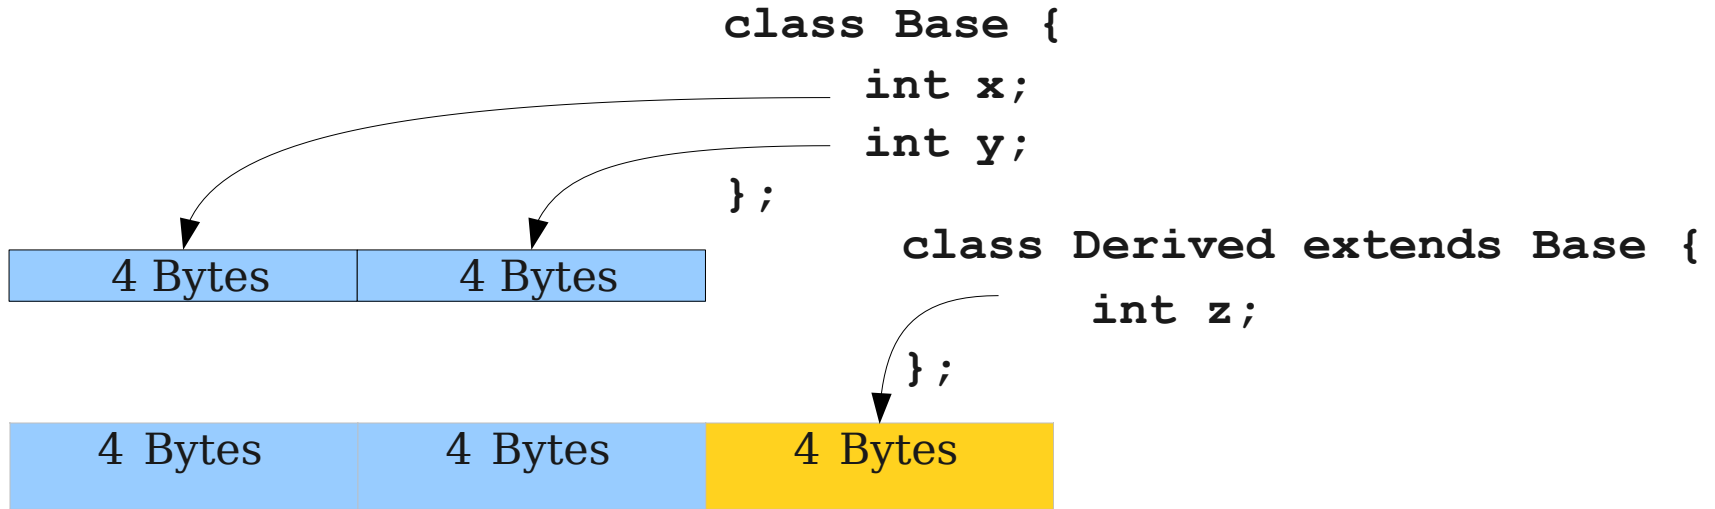 class Base {
int x;
int y;
};
4 Bytes 4 Bytes
class Derived extends Base {
int z;
};
4 Bytes 4 Bytes 4 Bytes